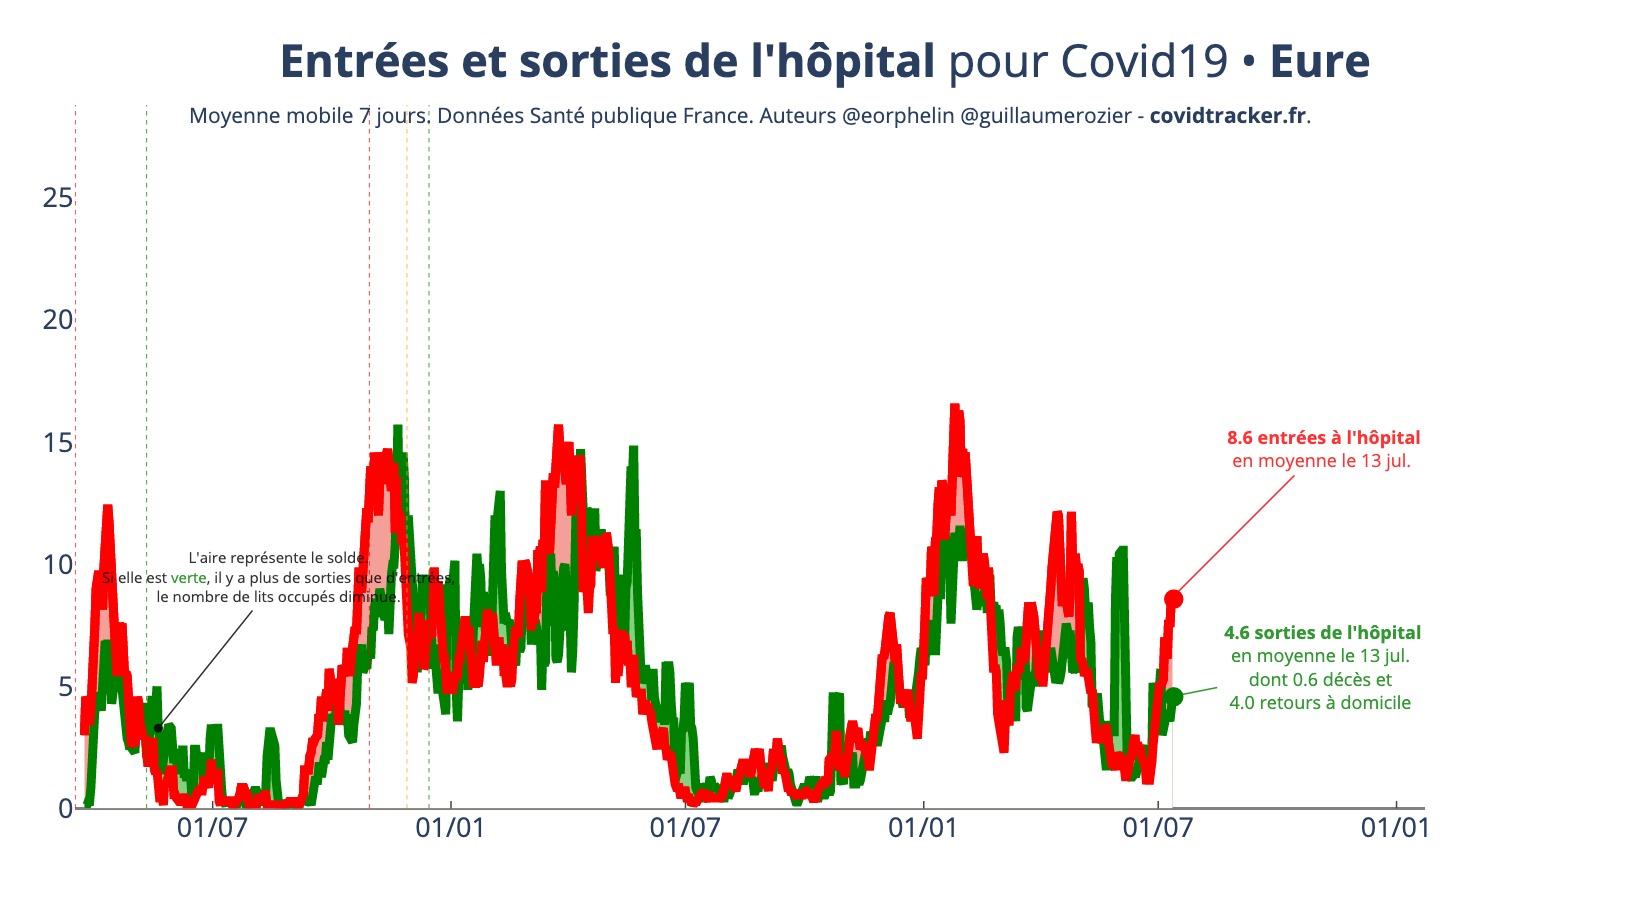 Entrées et sorties de l'hôpital pour Covid19 • Eure
Moyenne mobile 7 jours. Données Santé publique France. Auteurs @eorphelin @guillaumerozier - covidtracker.fr.
25
20
15
8.6 entrées à l'hôpital
en moyenne le 13 jul.
10
L'aire représente le solde.
Si elle est verte, il y a plus de sorties que d'entrées,
le nombre de lits occupés diminue.
4.6 sorties de l'hôpital
en moyenne le 13 jul.
dont 0.6 décès et
4.0 retours à domicile
5
0
01/07 01/01 01/07 01/01 01/07 01/01